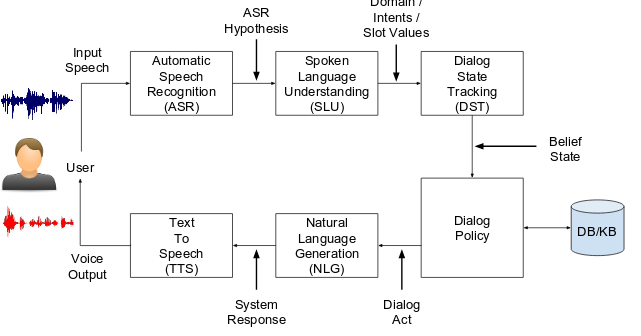 Domain /
Intents /
Slot Values
ASR
Hypothesis
Input
Speech
Automatic
Speech
Recognition
(ASR)
Spoken
Language
Understanding
(SLU)
Dialog
State
Tracking
(DST)
Belief
State
User
Text
To
Speech
(TTS)
Natural
Language
Generation
(NLG)
Dialog
Policy
DB/KB
Voice
Output
System
Response
Dialog
Act